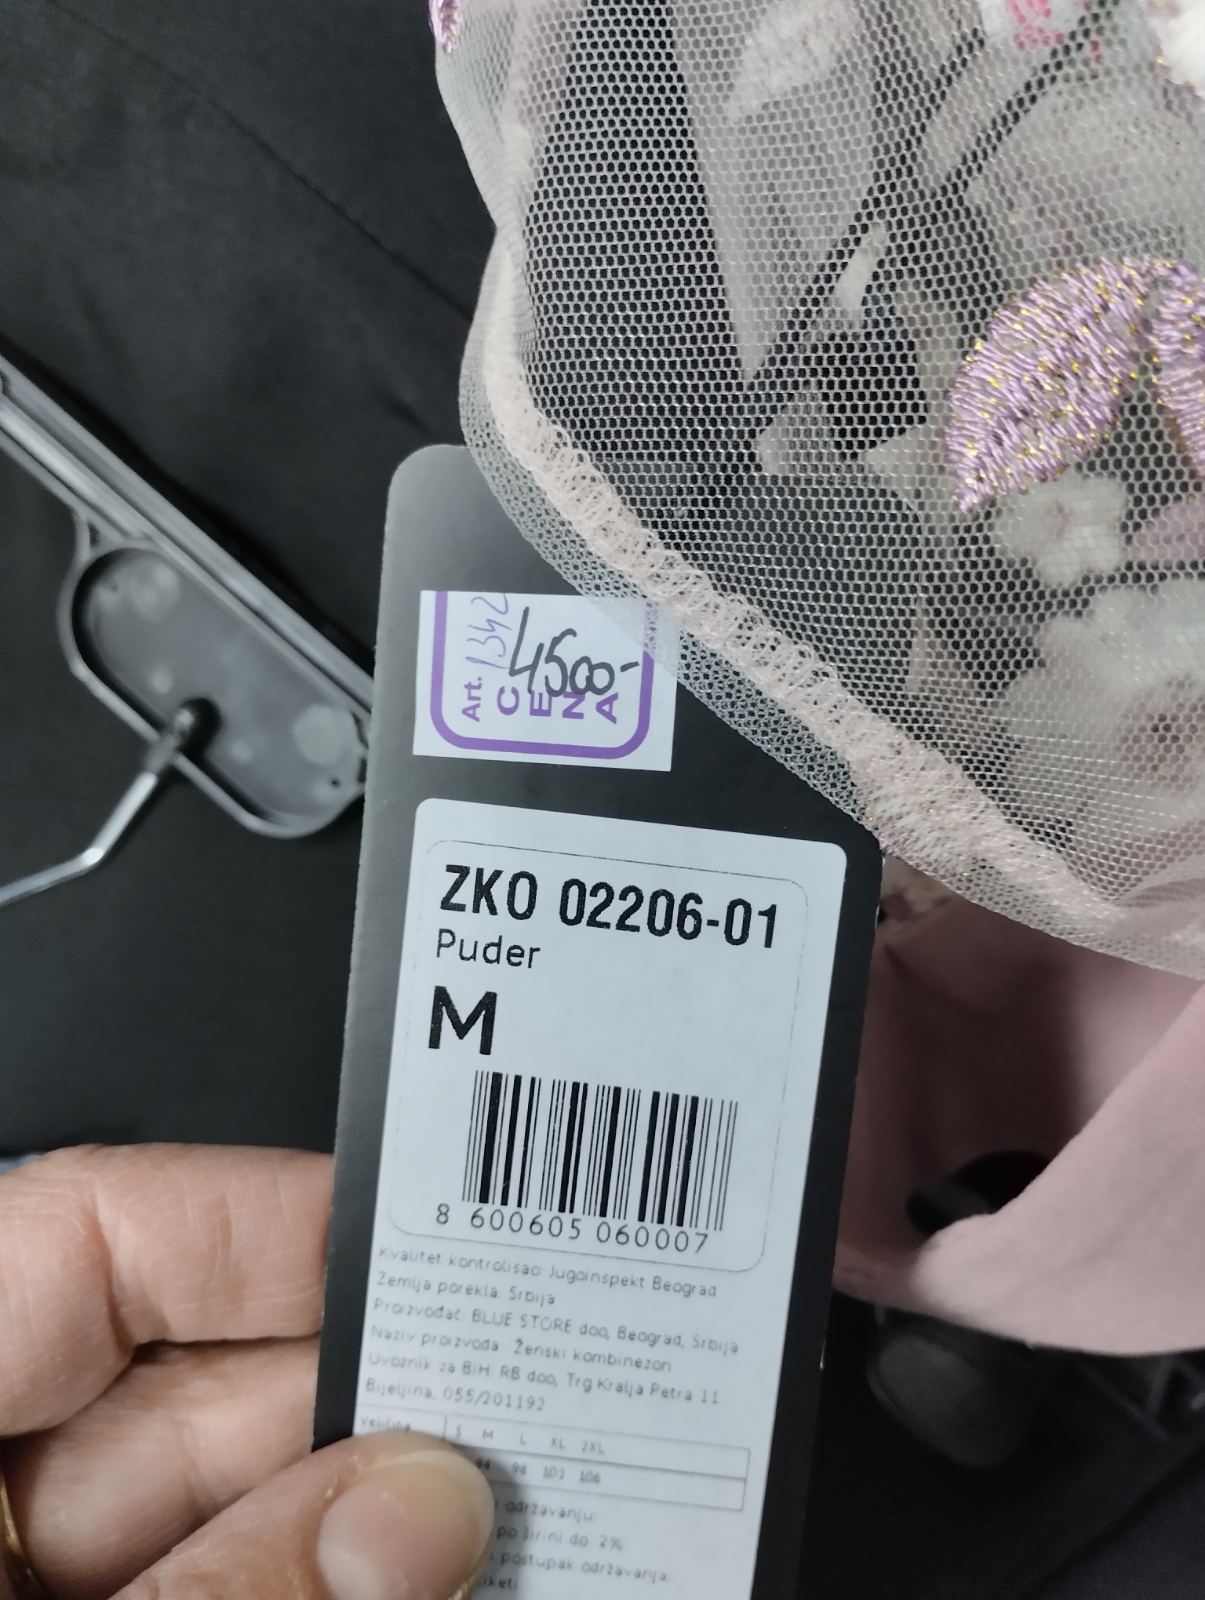 Art. 1342
4500-
CENA
ZKO 02206-01
Puder
M
8 600605 060007
Kvalitet kontrolisao: Jugoinspekt Beograd
Zemlja porekla: Srbija
Proizvođač: BLUE STORE doo, Beograd, Srbija
Naziv proizvoda: Ženski kombinezon
Uvoznik za BiH: RB doo, Trg Kralja Petra 11
Bijeljina, 055/201192
Veličina S M L XL 2XL
94 98 102 106
održavanju:
po širini do 2%
postupak održavanja: